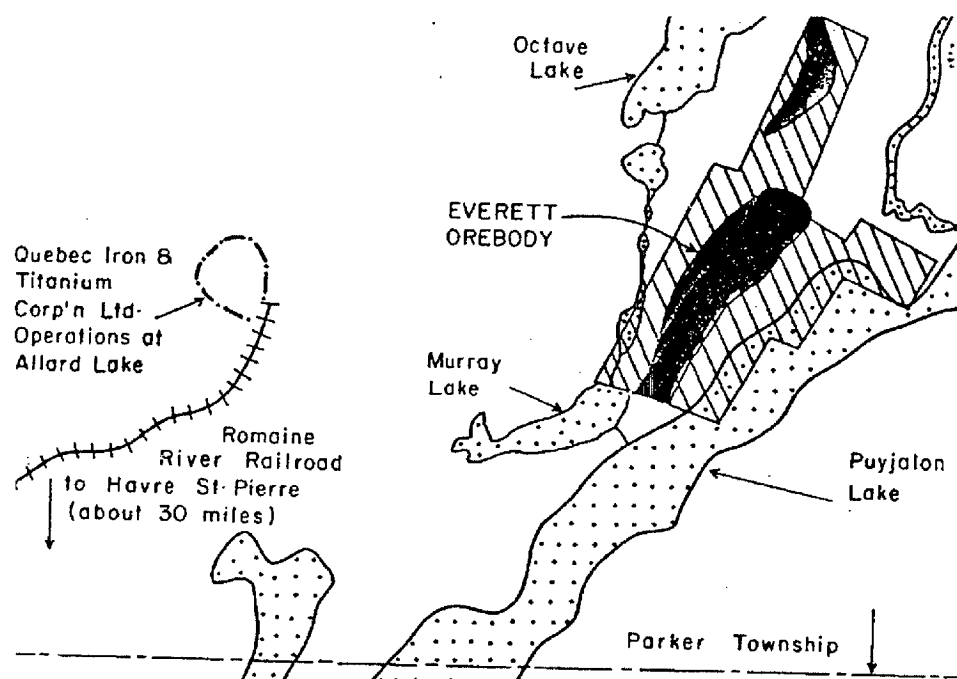 Octave
Lake
EVERETT
OREBODY
Quebec Iron &
Titanium
Corp'n Ltd-
Operations at
Allard Lake
Murray
Lake
Romaine
River Railroad
to Havre St-Pierre
(about 30 miles)
Puyjalon
Lake
Parker Township